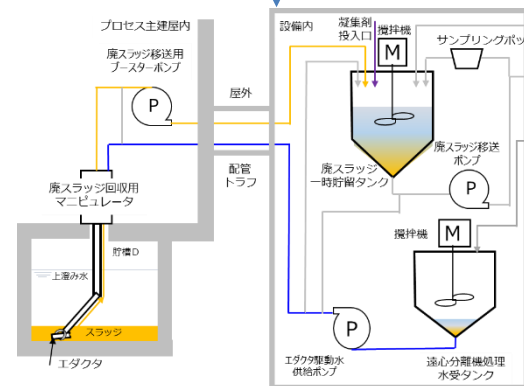 プロセス主建屋内
廃スラッジ移送用
ブースターポンプ
P
屋外
配管
トラフ
廃スラッジ回収用
マニピュレータ
貯槽D
上澄み水
スラッジ
エダクタ
設備内
凝集剤
投入口
攪拌機
M
サンプリングポッ
廃スラッジ
一時貯留タンク
廃スラッジ移送
ポンプ
P
攪拌機
M
P
エダクタ駆動水
供給ポンプ
遠心分離機処理
水受タンク